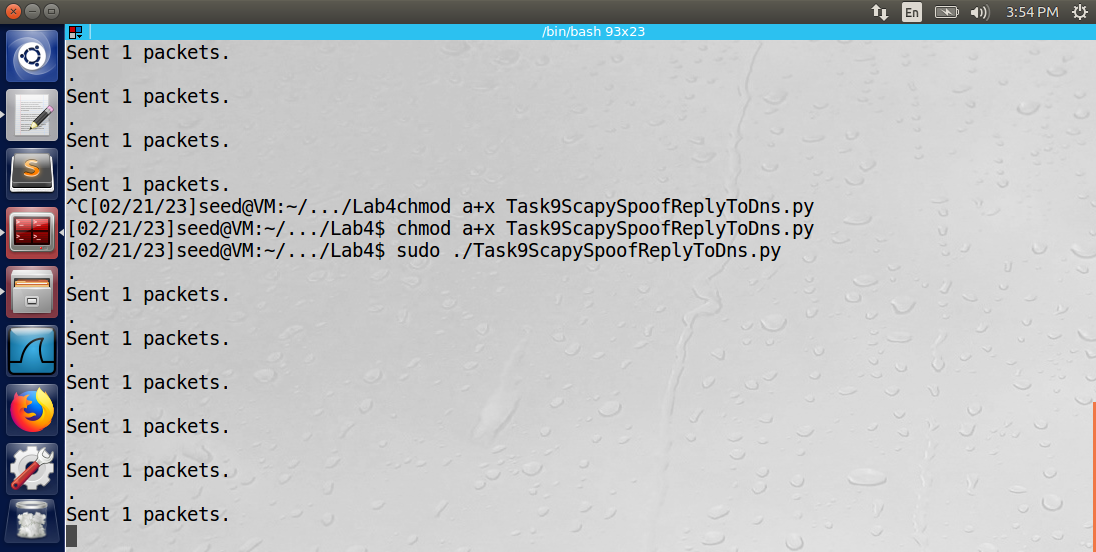 En
3:54 PM
/bin/bash 93x23
Sent 1 packets.
.
Sent 1 packets.
.
Sent 1 packets.
.
Sent 1 packets.
^C[02/21/23]seed@VM:~/.../Lab4chmod a+x Task9ScapySpoofReplyToDns.py
[02/21/23]seed@VM:~/.../Lab4$ chmod a+x Task9ScapySpoofReplyToDns.py
[02/21/23]seed@VM:~/.../Lab4$ sudo ./Task9ScapySpoofReplyToDns.py
.
Sent 1 packets.
.
Sent 1 packets.
.
Sent 1 packets.
.
Sent 1 packets.
.
Sent 1 packets.
.
Sent 1 packets.